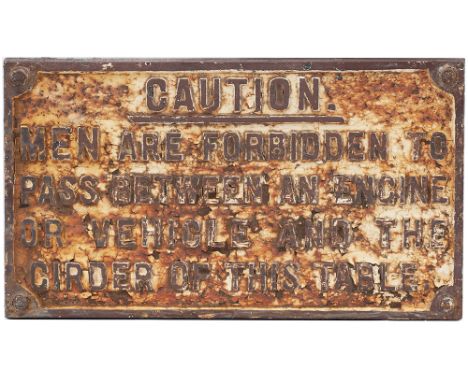 CAUTION.
MEN ARE FORBIDDEN TO
PASS BETWEEN AN ENGINE
OR VEHICLE AND THE
GIRDER OF THIS TABLE.